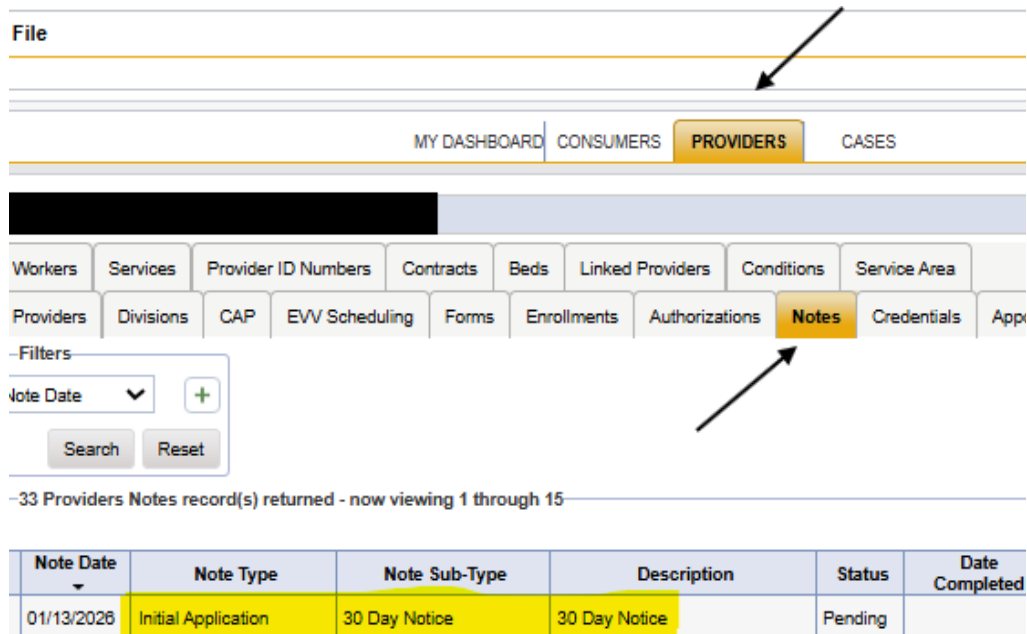 File
MY DASHBOARD CONSUMERS PROVIDERS CASES
Workers Services Provider ID Numbers Contracts Beds Linked Providers Conditions Service Area
Providers Divisions CAP EVV Scheduling Forms Enrollments Authorizations Notes Credentials
Filters
Note Date +
Search Reset
33 Providers Notes record(s) returned - now viewing 1 through 15
Note Date Note Type Note Sub-Type Description Status Date Completed
01/13/2026 Initial Application 30 Day Notice 30 Day Notice Pending